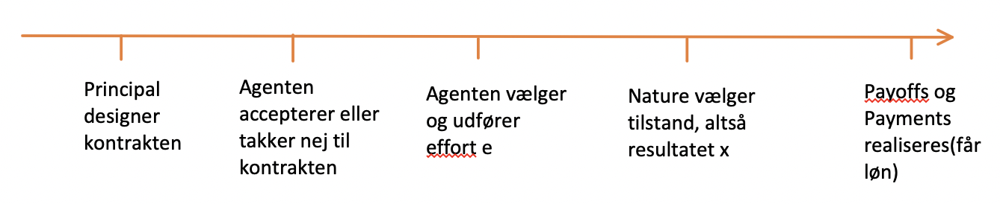 Principal
designer
kontrakten
Agenten
accepterer eller
takker nej til
kontrakten
Agenten vælger
og udfører
effort e
Nature vælger
tilstand, altså
resultatet x
Payoffs og
Payments
realiseres(får
løn)